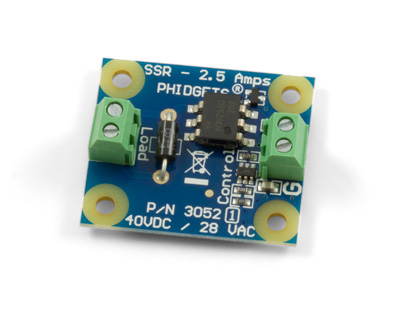 SSR - 2.5 Amps
PHIDGETS®
Load
Control
G
P/N 3052 1
40VDC / 28 VAC